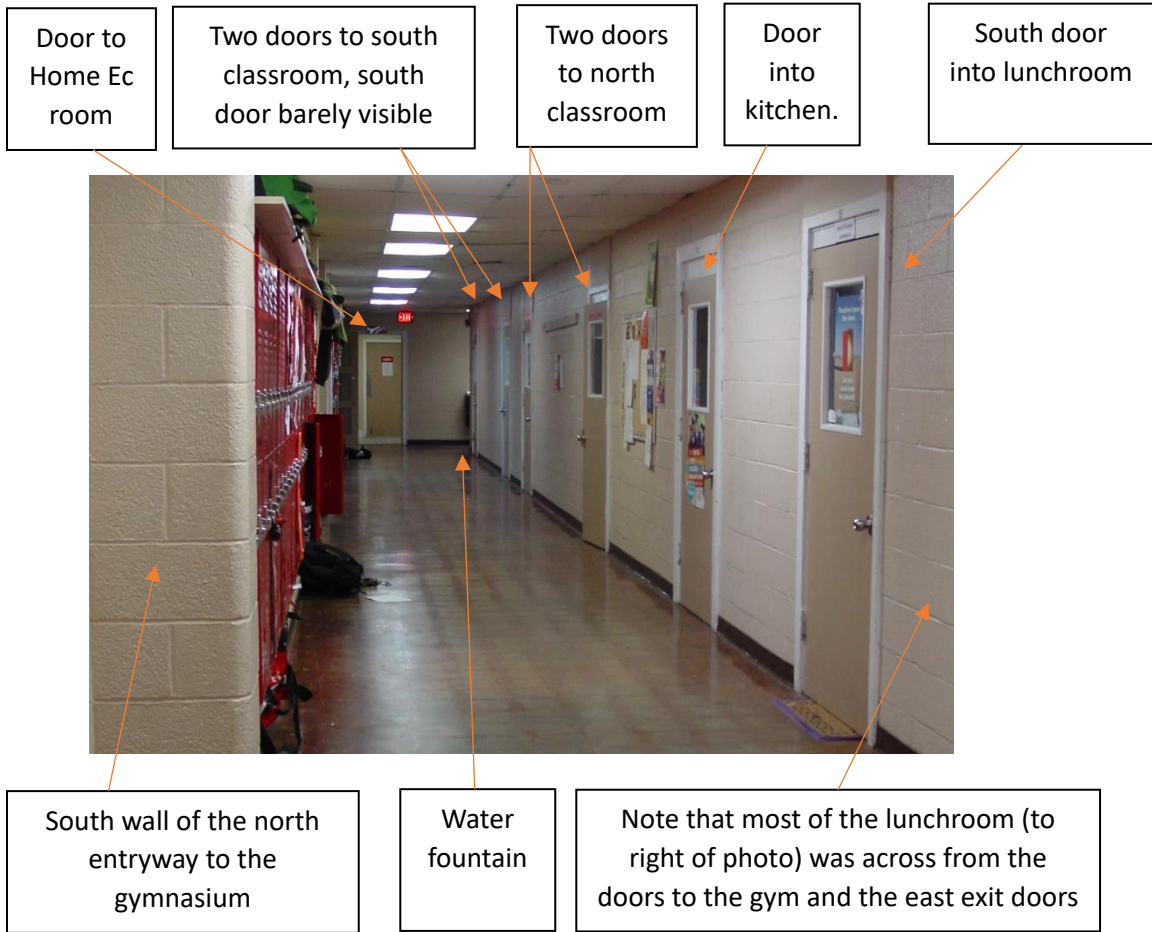 Door to
Home Ec
room
Two doors to south
classroom, south
door barely visible
Two doors
to north
classroom
Door
into
kitchen.
South door
into lunchroom
EXIT
South wall of the north
entryway to the
gymnasium
Water
fountain
Note that most of the lunchroom (to
right of photo) was across from the
doors to the gym and the east exit doors